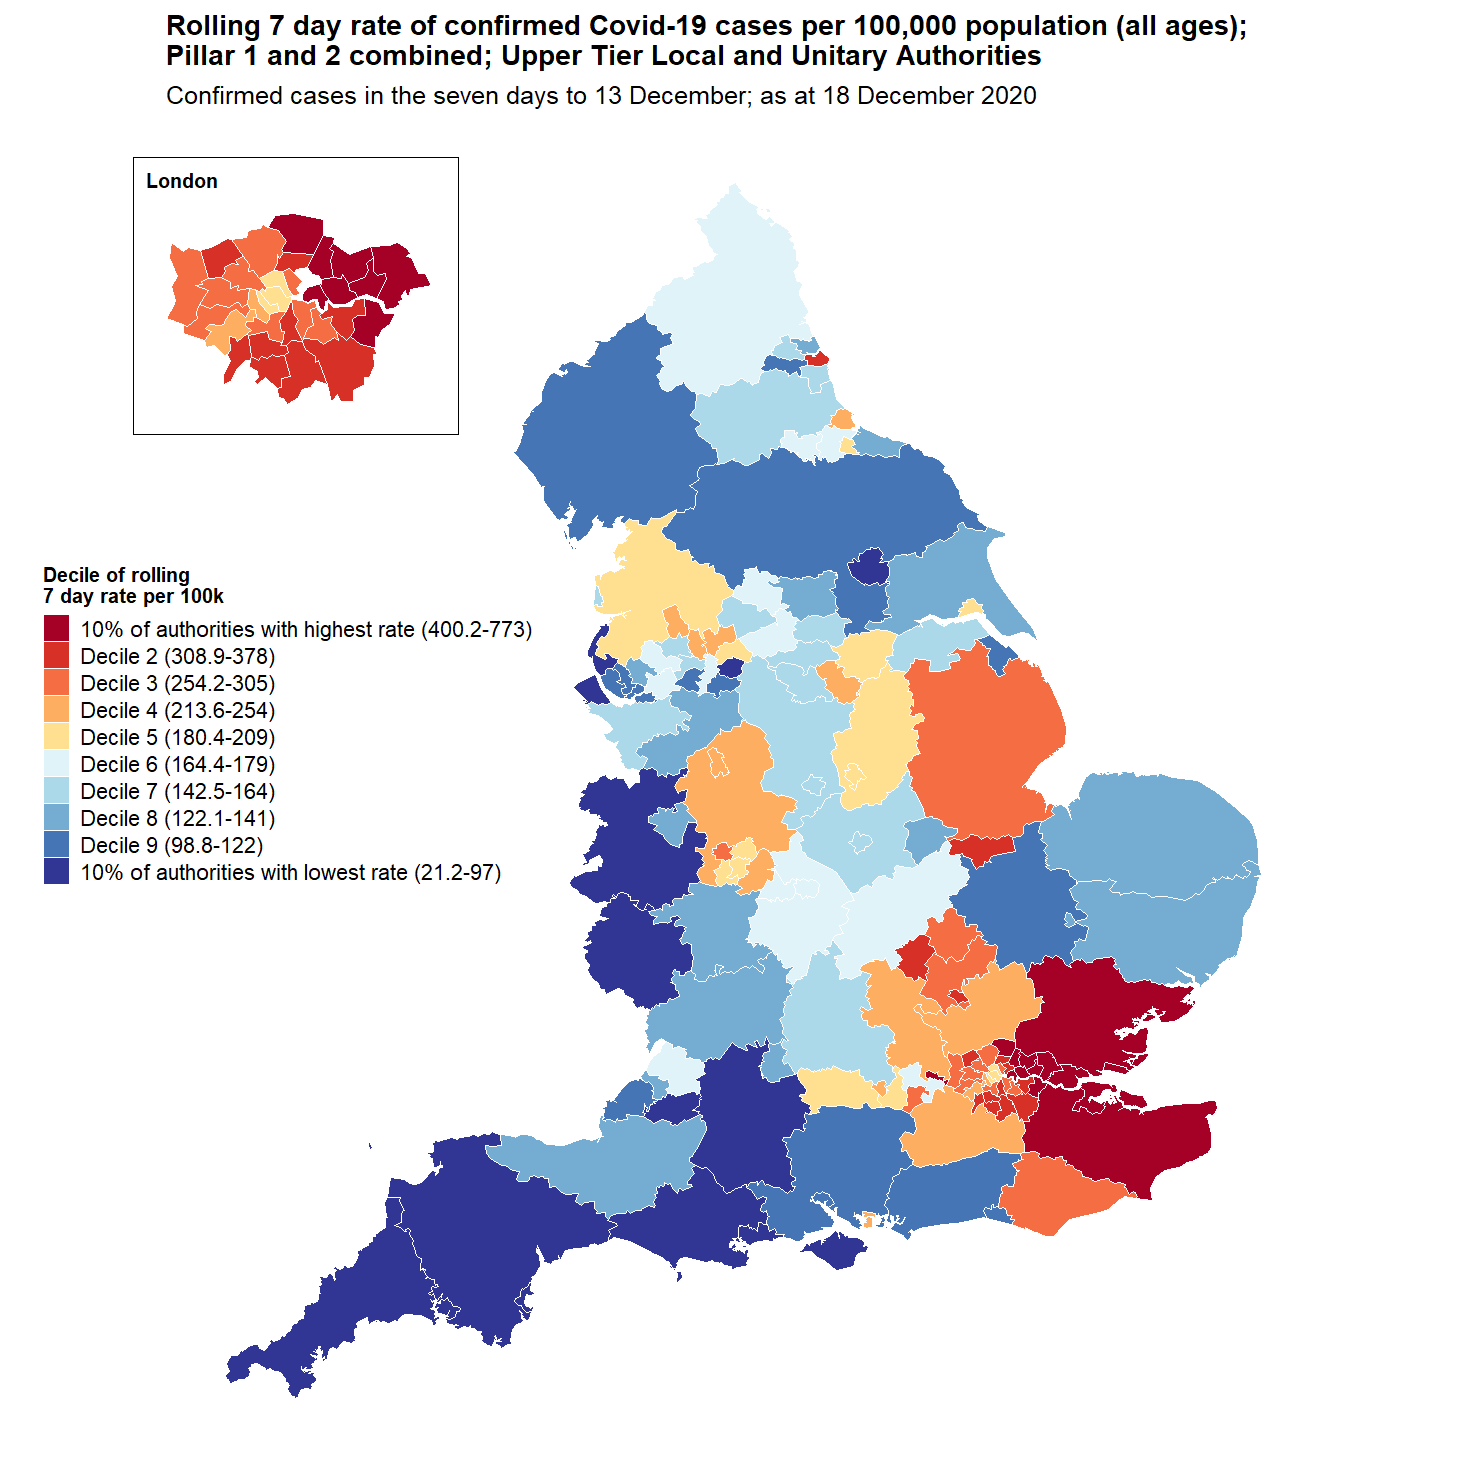 Rolling 7 day rate of confirmed Covid-19 cases per 100,000 population (all ages);
Pillar 1 and 2 combined; Upper Tier Local and Unitary Authorities
Confirmed cases in the seven days to 13 December; as at 18 December 2020
London
Decile of rolling
7 day rate per 100k
10% of authorities with highest rate (400.2-773)
Decile 2 (308.9-378)
Decile 3 (254.2-305)
Decile 4 (213.6-254)
Decile 5 (180.4-209)
Decile 6 (164.4-179)
Decile 7 (142.5-164)
Decile 8 (122.1-141)
Decile 9 (98.8-122)
10% of authorities with lowest rate (21.2-97)